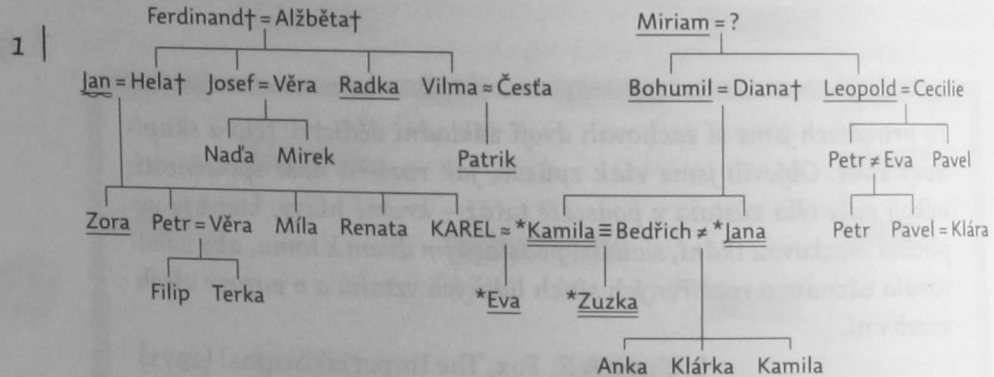 Ferdinand† = Alžběta† Miriam = ?
1
Jan = Hela† Josef = Věra Radka Vilma ≈ Česťa Bohumil = Diana† Leopold = Cecilie
Naďa Mirek Patrik Petr ≠ Eva Pavel
Zora Petr = Věra Míla Renata KAREL ≈ *Kamila ≡ Bedřich ≠ *Jana Petr Pavel = Klára
Filip Terka *Eva *Zuzka
Anka Klárka Kamila